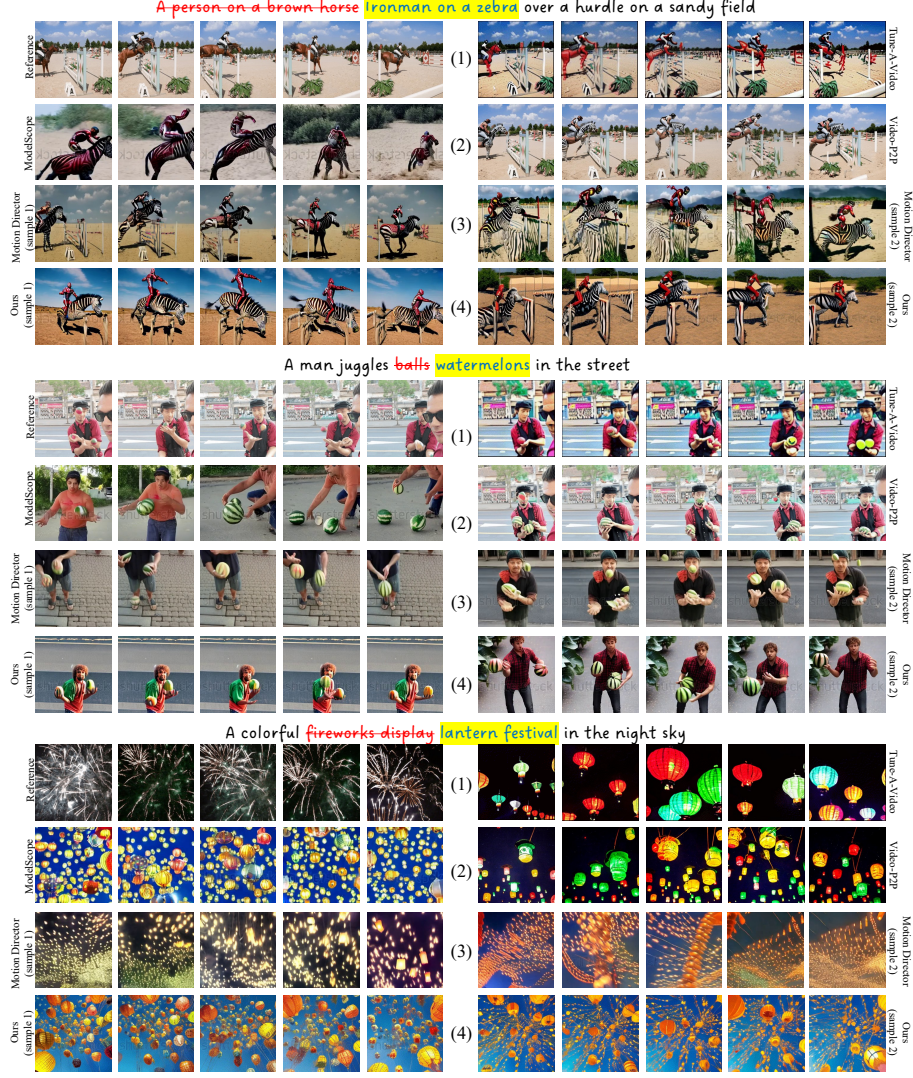 A person on a brown horse Ironman on a zebra over a hurdle on a sandy field
Reference
(1)
Tune-A-Video
ModelScope
(2)
Video-P2P
Motion Director
(sample 1)
(3)
Motion Director
(sample 2)
Ours
(sample 1)
(4)
Ours
(sample 2)
A man juggles balls watermelons in the street
Reference
(1)
Tune-A-Video
ModelScope
(2)
Video-P2P
Motion Director
(sample 1)
(3)
Motion Director
(sample 2)
Ours
(sample 1)
(4)
Ours
(sample 2)
A colorful fireworks display lantern festival in the night sky
Reference
(1)
Tune-A-Video
ModelScope
(2)
Video-P2P
Motion Director
(sample 1)
(3)
Motion Director
(sample 2)
Ours
(sample 1)
(4)
Ours
(sample 2)